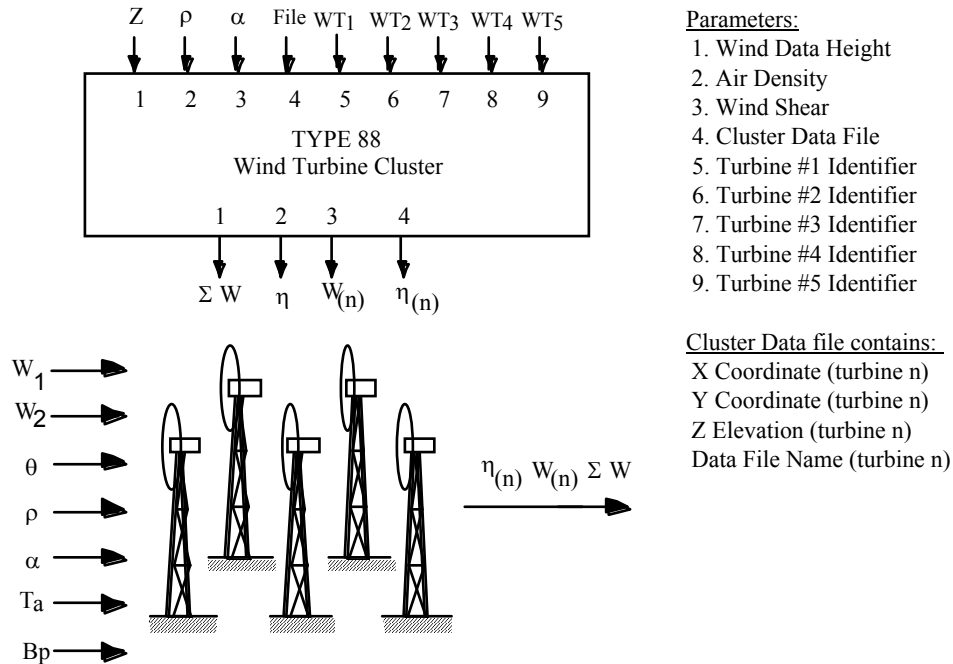 Z ρ α File WT1 WT2 WT3 WT4 WT5
1 2 3 4 5 6 7 8 9
TYPE 88
Wind Turbine Cluster
1 2 3 4
Σ W η W(n) η(n)
Parameters:
1. Wind Data Height
2. Air Density
3. Wind Shear
4. Cluster Data File
5. Turbine #1 Identifier
6. Turbine #2 Identifier
7. Turbine #3 Identifier
8. Turbine #4 Identifier
9. Turbine #5 Identifier
Cluster Data file contains:
X Coordinate (turbine n)
Y Coordinate (turbine n)
Z Elevation (turbine n)
Data File Name (turbine n)
W1
W2
θ
ρ
α
Ta
Bp
η(n) W(n) Σ W